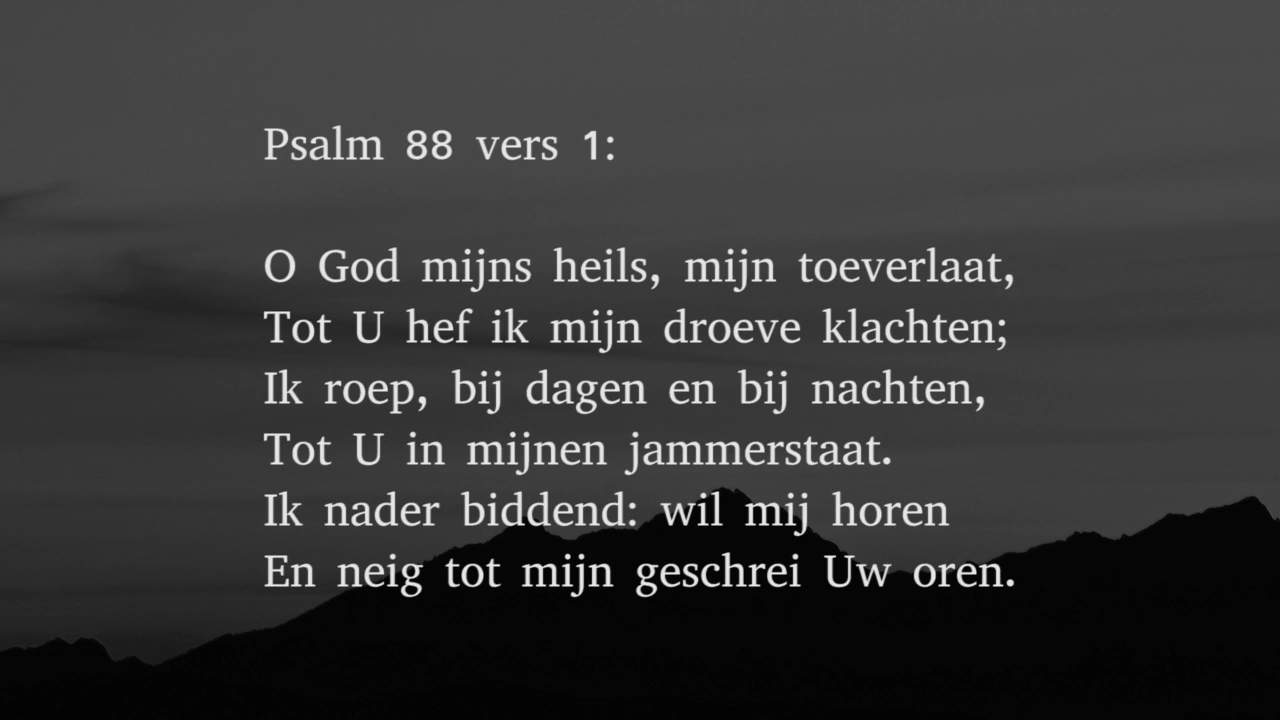 Psalm 88 vers 1:
O God mijns heils, mijn toeverlaat,
Tot U hef ik mijn droeve klachten;
Ik roep, bij dagen en bij nachten,
Tot U in mijnen jammerstaat.
Ik nader biddend: wil mij horen
En neig tot mijn geschrei Uw oren.